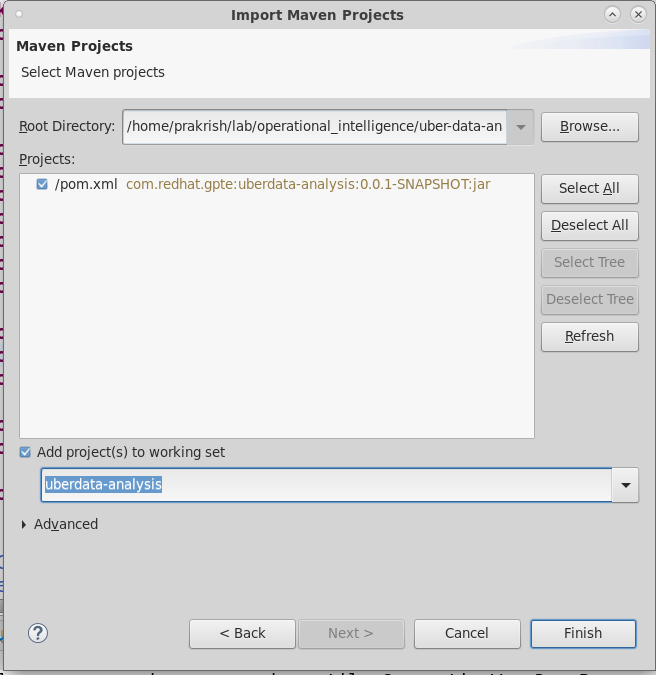 Import Maven Projects
Maven Projects
Select Maven projects
Root Directory: /home/prakrish/lab/operational_intelligence/uber-data-an Browse...
Projects:
/pom.xml com.redhat.gpte:uberdata-analysis:0.0.1-SNAPSHOT:jar
Select All
Deselect All
Select Tree
Deselect Tree
Refresh
Add project(s) to working set
uberdata-analysis
Advanced
? < Back Next > Cancel Finish